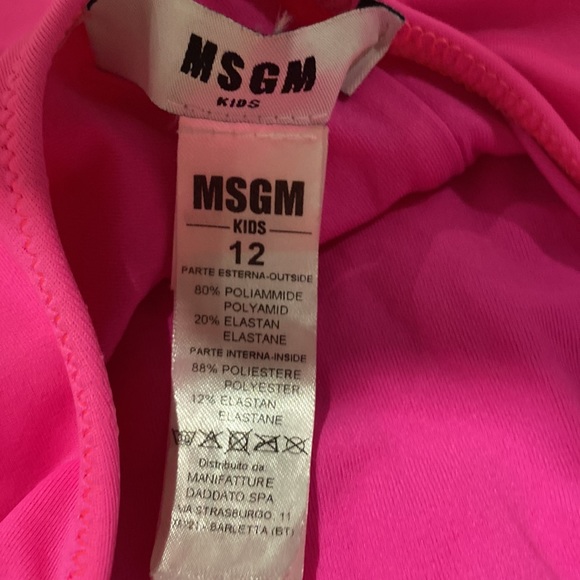 MSGM
KIDS
MSGM
KIDS
12
PARTE ESTERNA-OUTSIDE
80% POLIAMMIDE
POLYAMID
20% ELASTAN
ELASTANE
PARTE INTERNA-INSIDE
88% POLIESTERE
POLYESTER
12% ELASTAN
ELASTANE
Distribuito da
MANIFATTURE
DADDATO SPA
VIA STRASBURGO 11
BARLETTA (BT)